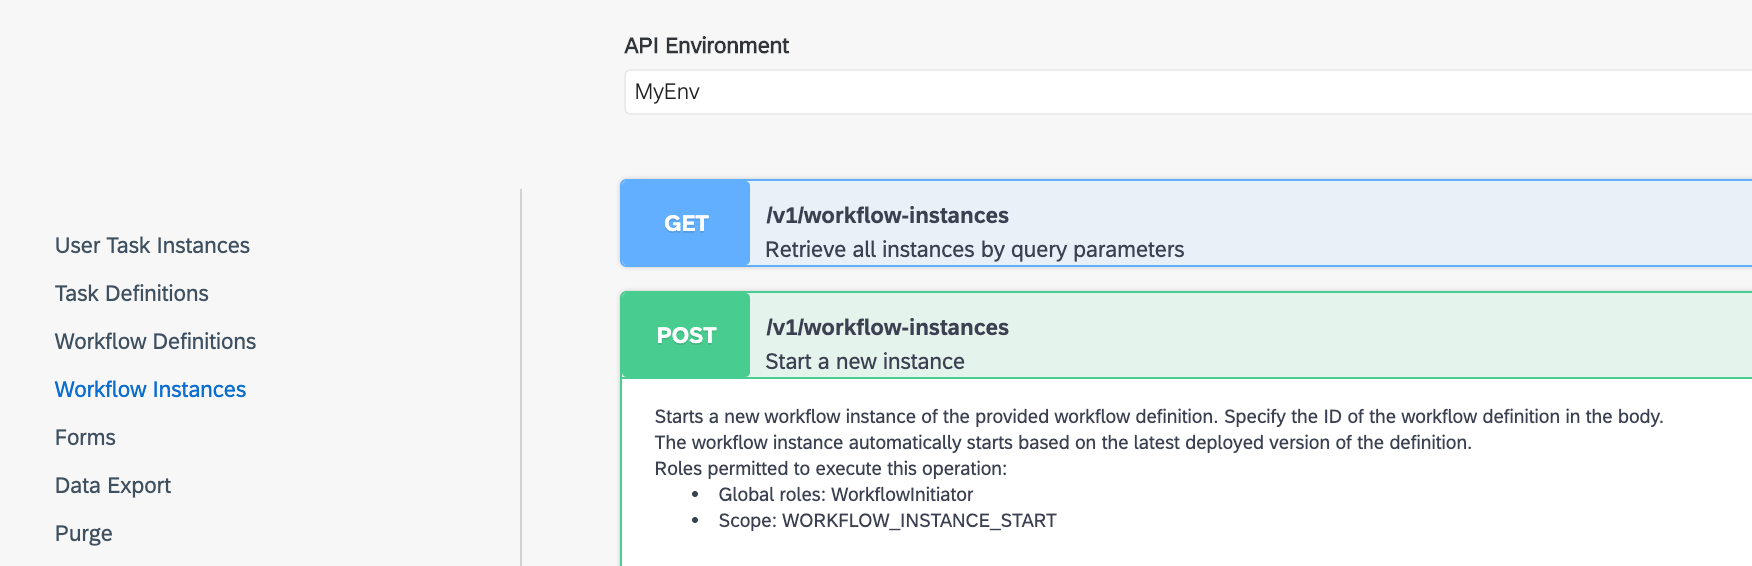 API Environment
MyEnv
User Task Instances
Task Definitions
Workflow Definitions
Workflow Instances
Forms
Data Export
Purge
GET
/v1/workflow-instances
Retrieve all instances by query parameters
POST
/v1/workflow-instances
Start a new instance
Starts a new workflow instance of the provided workflow definition. Specify the ID of the workflow definition in the body.
The workflow instance automatically starts based on the latest deployed version of the definition.
Roles permitted to execute this operation:
• Global roles: WorkflowInitiator
• Scope: WORKFLOW_INSTANCE_START